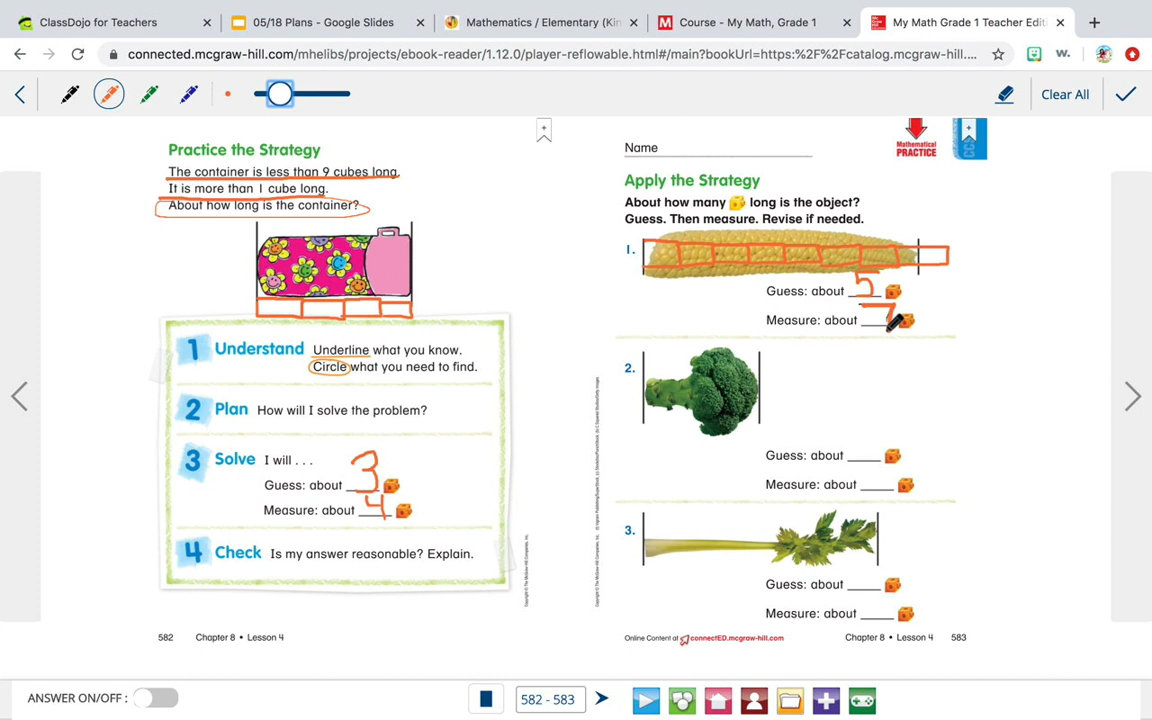 ClassDojo for Teachers
05/18 Plans - Google Slides
Mathematics / Elementary (Kin
Course - My Math, Grade 1
My Math Grade 1 Teacher Editi
connected.mcgraw-hill.com/mhelibs/projects/ebook-reader/1.12.0/player-reflowable.html#/main?bookUrl=https:%2F%2Fcatalog.mcgraw-hill....
W.
Clear All
Practice the Strategy
The container is less than 9 cubes long.
It is more than 1 cube long.
About how long is the container?
1 Understand Underline what you know.
Circle what you need to find.
2 Plan How will I solve the problem?
3 Solve I will . . .
Guess: about 3
Measure: about 4
4 Check Is my answer reasonable? Explain.
582 Chapter 8 • Lesson 4
Mathematical
PRACTICE
Name
Apply the Strategy
About how many long is the object?
Guess. Then measure. Revise if needed.
1.
Guess: about 5
Measure: about 7
2.
Guess: about
Measure: about
3.
Guess: about
Measure: about
Online Content at connectED.mcgraw-hill.com Chapter 8 • Lesson 4 583
ANSWER ON/OFF :
582 - 583